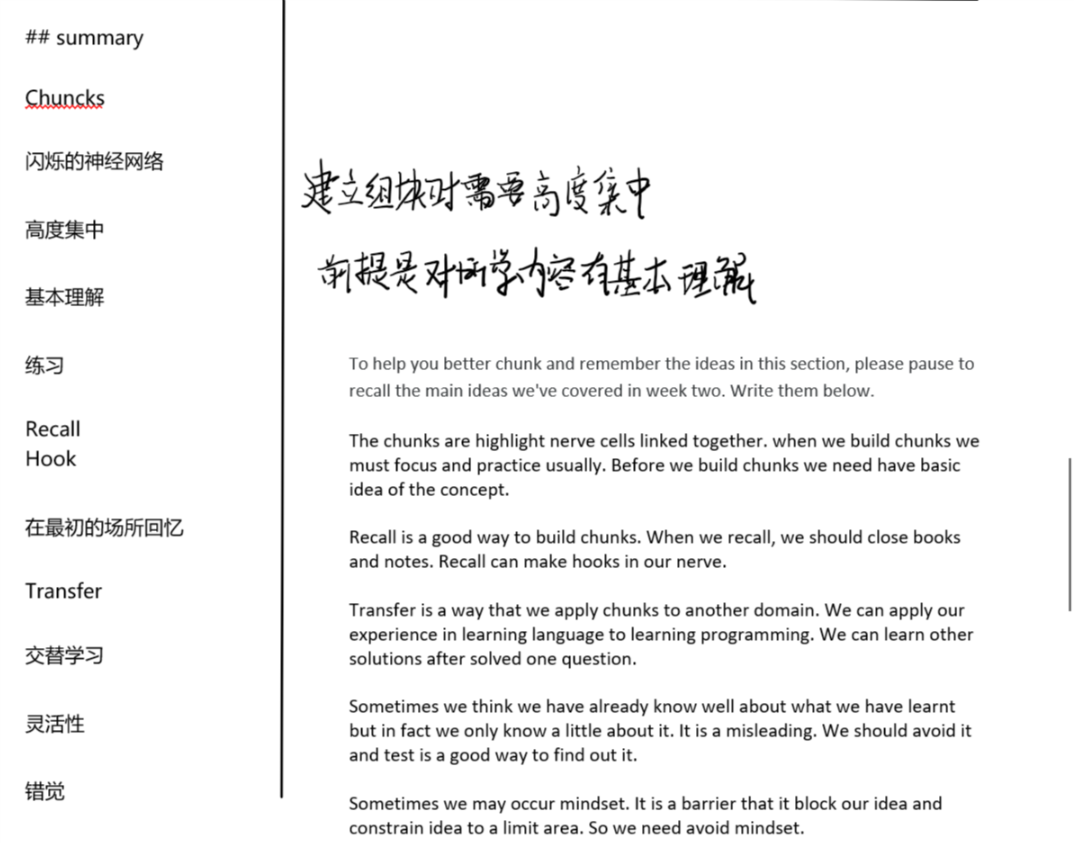 ## summary
Chuncks
闪烁的神经网络
高度集中
基本理解
练习
Recall
Hook
在最初的场所回忆
Transfer
交替学习
灵活性
错觉
建立组块时需要高度集中
前提是对所学内容有基本理解
To help you better chunk and remember the ideas in this section, please pause to
recall the main ideas we've covered in week two. Write them below.
The chunks are highlight nerve cells linked together. when we build chunks we
must focus and practice usually. Before we build chunks we need have basic
idea of the concept.
Recall is a good way to build chunks. When we recall, we should close books
and notes. Recall can make hooks in our nerve.
Transfer is a way that we apply chunks to another domain. We can apply our
experience in learning language to learning programming. We can learn other
solutions after solved one question.
Sometimes we think we have already know well about what we have learnt
but in fact we only know a little about it. It is a misleading. We should avoid it
and test is a good way to find out it.
Sometimes we may occur mindset. It is a barrier that it block our idea and
constrain idea to a limit area. So we need avoid mindset.